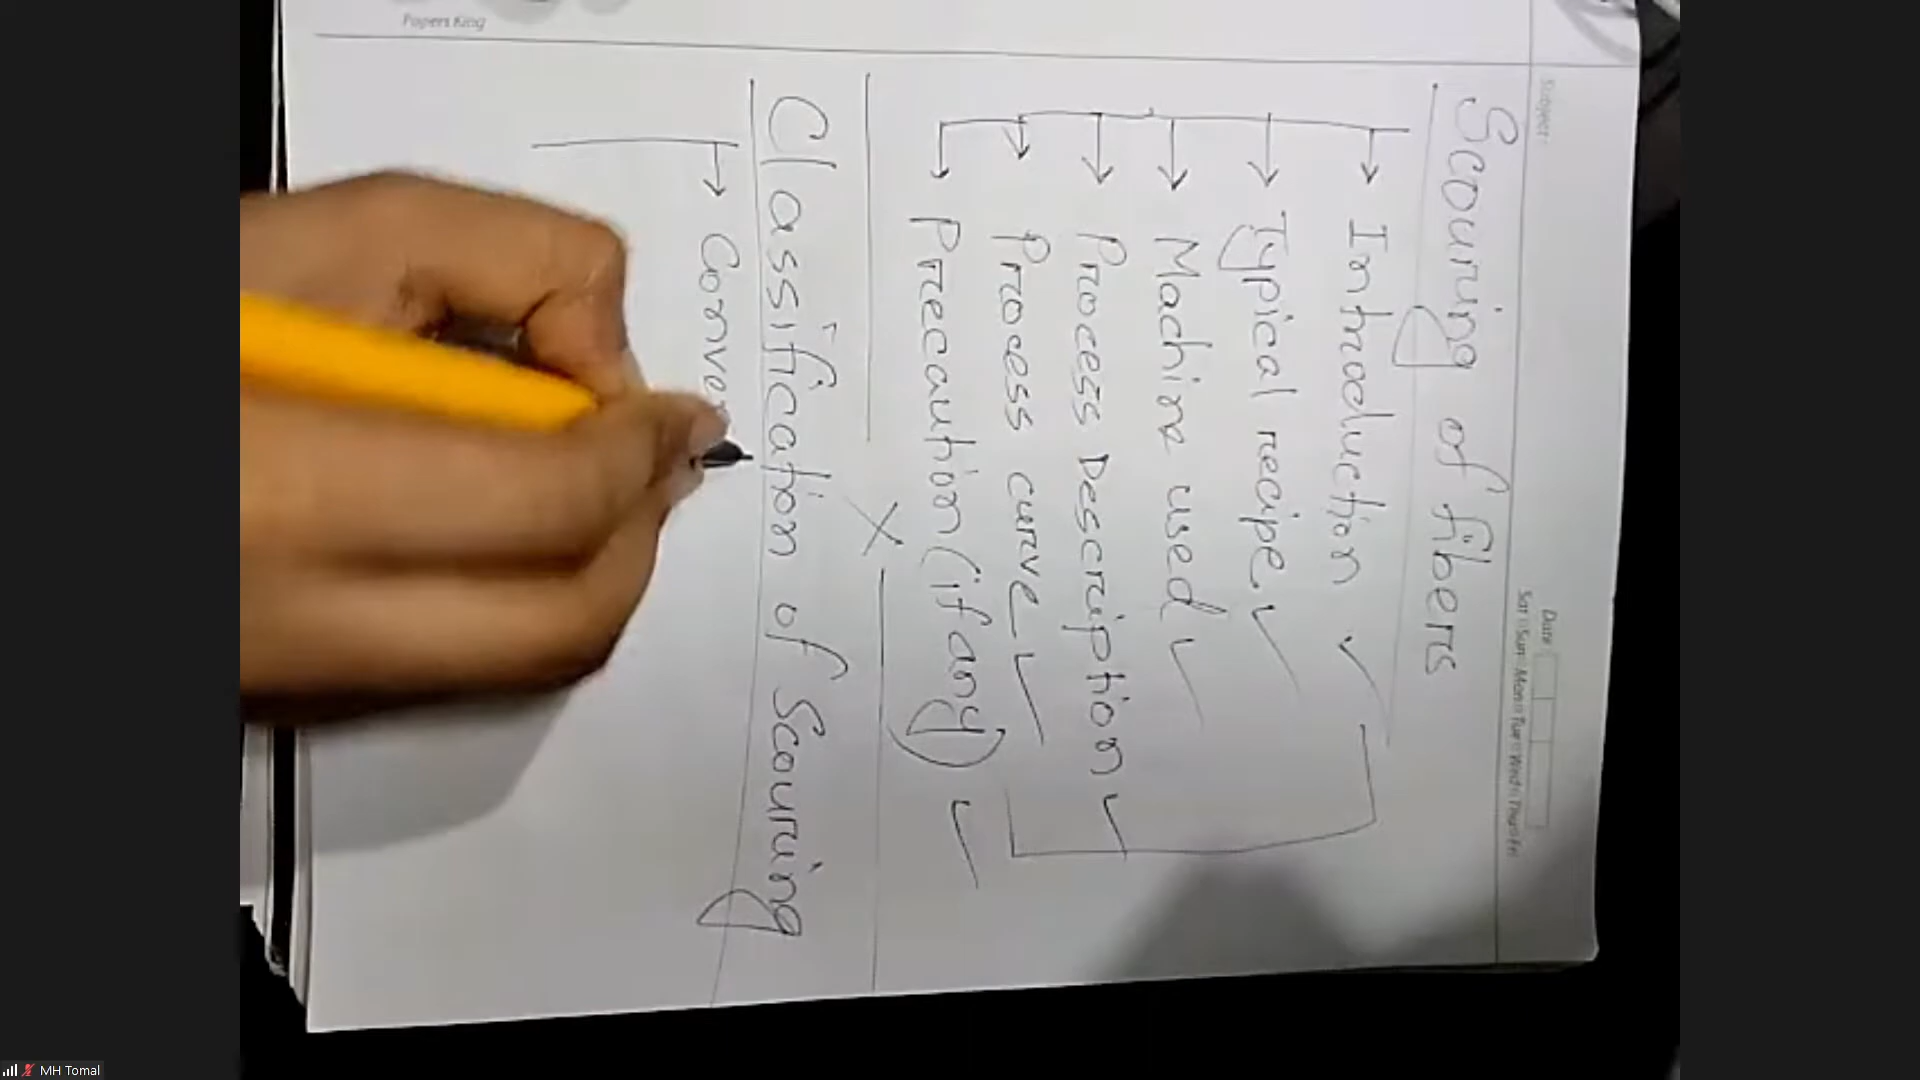 Papers King
Subject:
Date:
Sat Sun Mon Tue Wed Thu Fri
Scouring of fibers
→ Introduction ✓
→ Typical recipe ✓
→ Machine used ✓
→ Process Description ✓
→ Process curve ✓
→ Precaution (if any) ✓
X
Classification of Scouring
→ Conve
MH Tomal